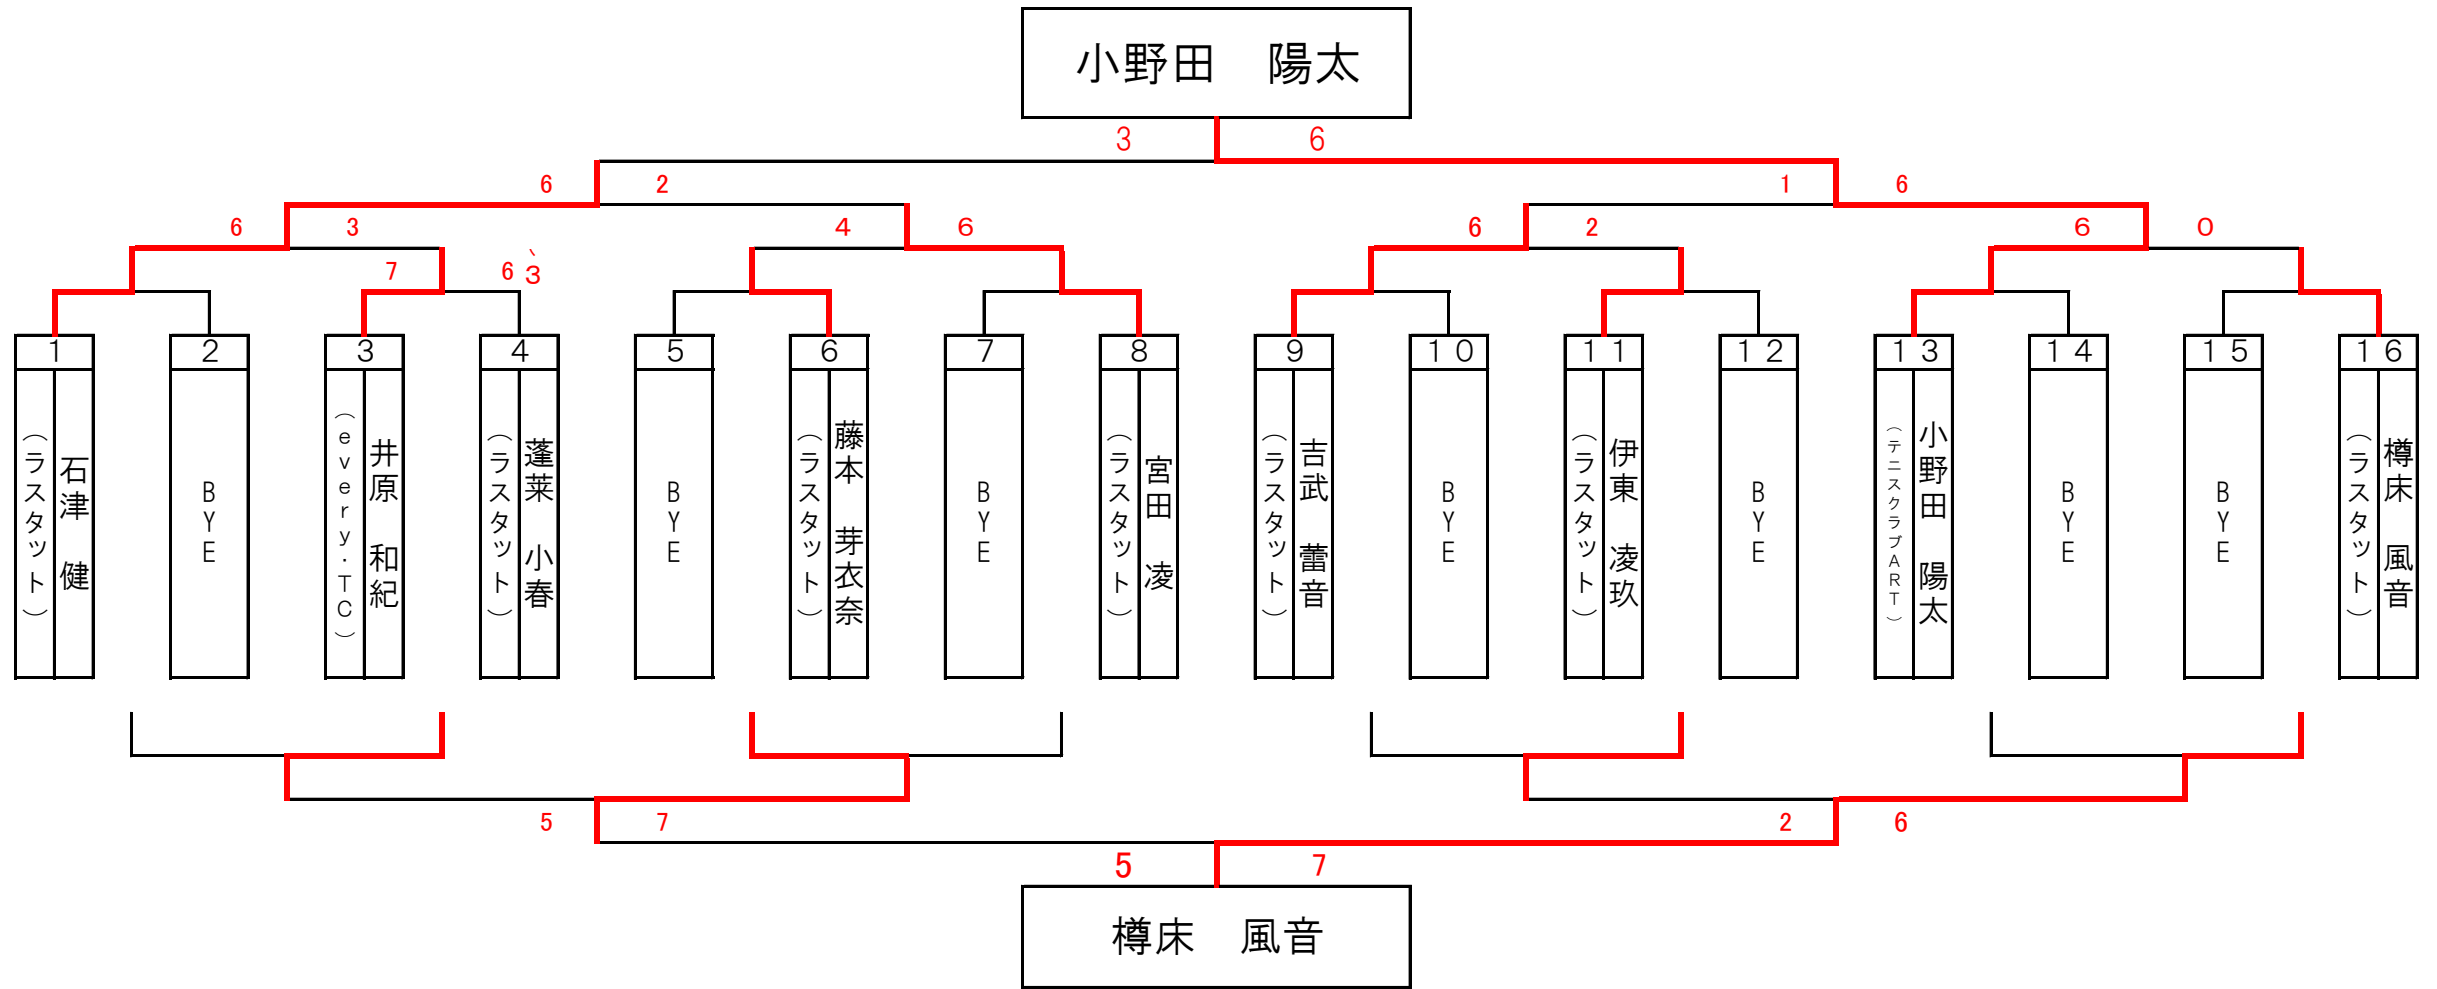 小野田　陽太
3 6
6 2 1 6
6 3 4 6 6 2 6 0
7 6、3
1 2 3 4 5 6 7 8 9 10 11 12 13 14 15 16
石津　健
（ラスタット）
BYE
井原　和紀
（every・TC）
蓬莱　小春
（ラスタット）
BYE
藤本　芽衣奈
（ラスタット）
BYE
宮田　凌
（ラスタット）
吉武　蕾音
（ラスタット）
BYE
伊東　凌玖
（ラスタット）
BYE
小野田　陽太
（テニスクラブART）
BYE
BYE
樽床　風音
（ラスタット）
5 7 2 6
5 7
樽床　風音